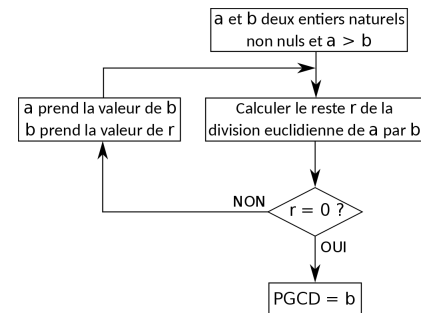 a et b deux entiers naturels
non nuls et a > b
Calculer le reste r de la
division euclidienne de a par b
a prend la valeur de b
b prend la valeur de r
r = 0 ?
NON
OUI
PGCD = b